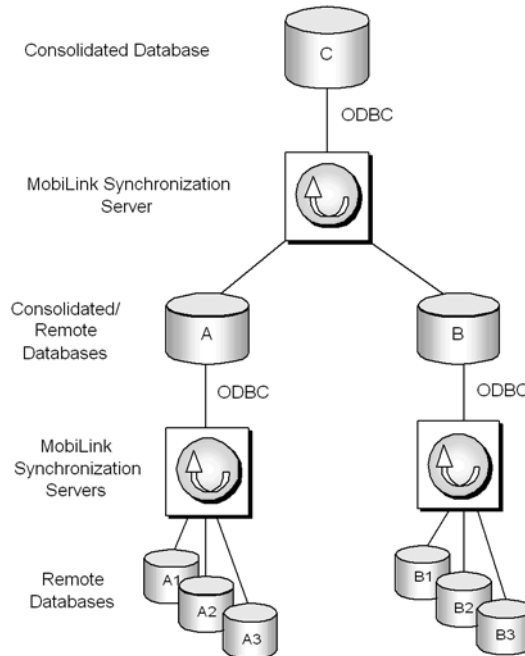 Consolidated Database
C
ODBC
MobiLink Synchronization
Server
Consolidated/
Remote
Databases
A
B
ODBC
ODBC
MobiLink
Synchronization
Servers
Remote
Databases
A1
A2
A3
B1
B2
B3